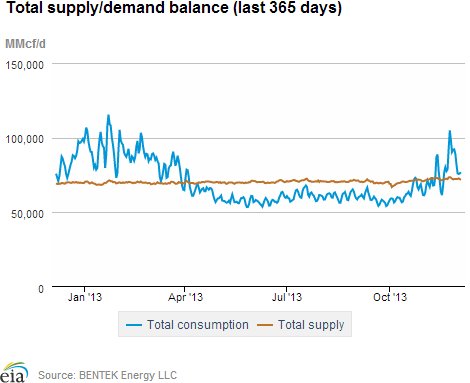 Total supply/demand balance (last 365 days)
MMcf/d
150,000
100,000
50,000
0
Jan '13 Apr '13 Jul '13 Oct '13
Total consumption Total supply
eia Source: BENTEK Energy LLC